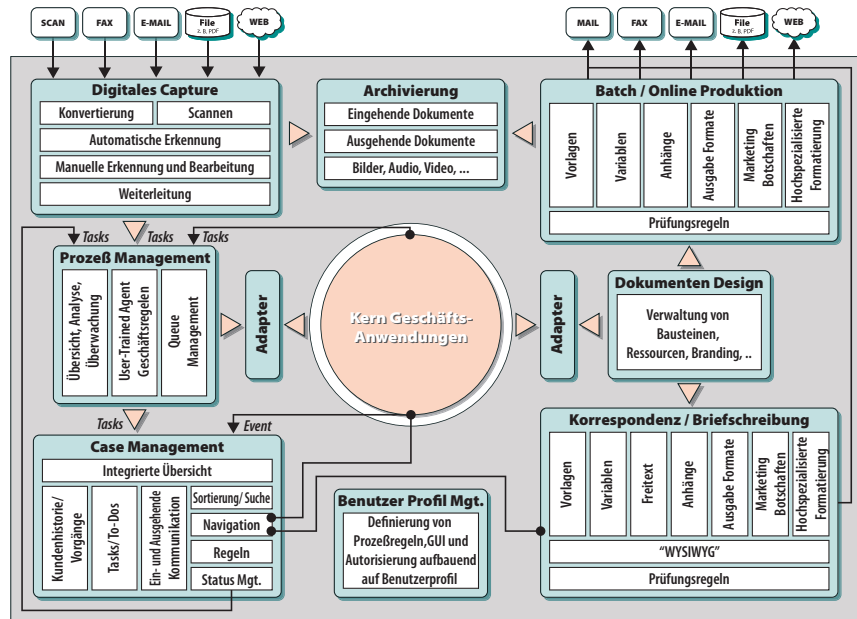 SCAN
FAX
E-MAIL
File
z. B. PDF
WEB
MAIL
FAX
E-MAIL
File
z. B. PDF
WEB
Digitales Capture
Konvertierung
Scannen
Automatische Erkennung
Manuelle Erkennung und Bearbeitung
Weiterleitung
Archivierung
Eingehende Dokumente
Ausgehende Dokumente
Bilder, Audio, Video, ...
Batch / Online Produktion
Vorlagen
Variablen
Anhänge
Ausgabe Formate
Marketing
Botschaften
Hochspezialisierte
Formatierung
Prüfungsregeln
Tasks
Tasks
Tasks
Prozeß Management
Übersicht, Analyse,
Überwachung
User-Trained Agent
Geschäftsregelen
Queue
Management
Adapter
Kern Geschäfts-
Anwendungen
Adapter
Dokumenten Design
Verwaltung von
Bausteinen,
Ressourcen, Branding, ..
Tasks
Event
Case Management
Integrierte Übersicht
Kundenhistorie/
Vorgänge
Tasks/To-Dos
Ein- und Ausgehende
Kommunikation
Sortierung/ Suche
Navigation
Regeln
Status Mgt.
Benutzer Profil Mgt.
Definierung von
Prozeßregeln,GUI und
Autorisierung aufbauend
auf Benutzerprofil
Korrespondenz / Briefschreibung
Vorlagen
Variablen
Freitext
Anhänge
Ausgabe Formate
Marketing
Botschaften
Hochspezialisierte
Formatierung
"WYSIWYG"
Prüfungsregeln